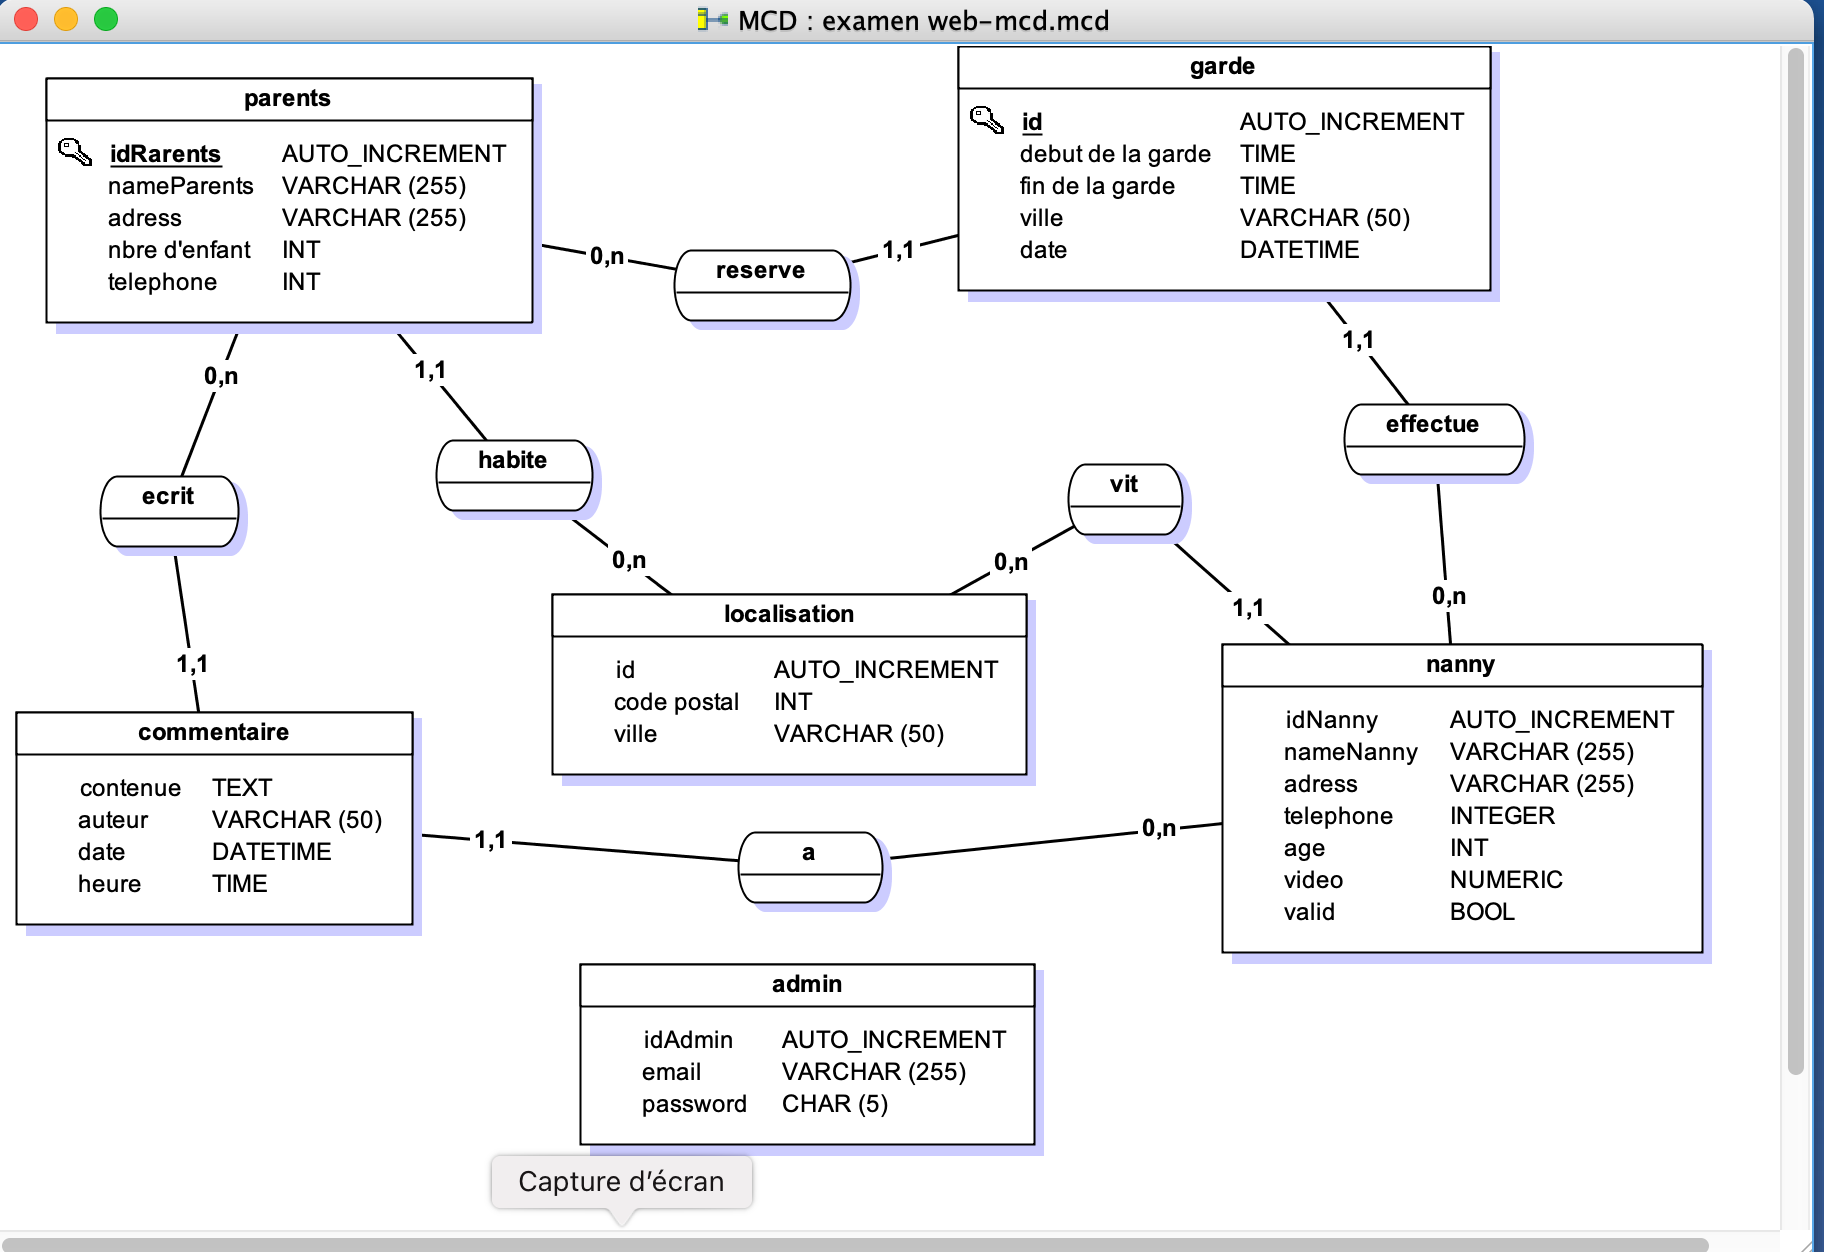 MCD : examen web-mcd.mcd
parents
idRarents AUTO_INCREMENT
nameParents VARCHAR (255)
adress VARCHAR (255)
nbre d'enfant INT
telephone INT
garde
id AUTO_INCREMENT
debut de la garde TIME
fin de la garde TIME
ville VARCHAR (50)
date DATETIME
0,n
reserve
1,1
0,n
1,1
1,1
ecrit
habite
vit
effectue
0,n
0,n
1,1
0,n
1,1
localisation
id AUTO_INCREMENT
code postal INT
ville VARCHAR (50)
nanny
idNanny AUTO_INCREMENT
nameNanny VARCHAR (255)
adress VARCHAR (255)
telephone INTEGER
age INT
video NUMERIC
valid BOOL
commentaire
contenue TEXT
auteur VARCHAR (50)
date DATETIME
heure TIME
1,1
a
0,n
admin
idAdmin AUTO_INCREMENT
email VARCHAR (255)
password CHAR (5)
Capture d’écran